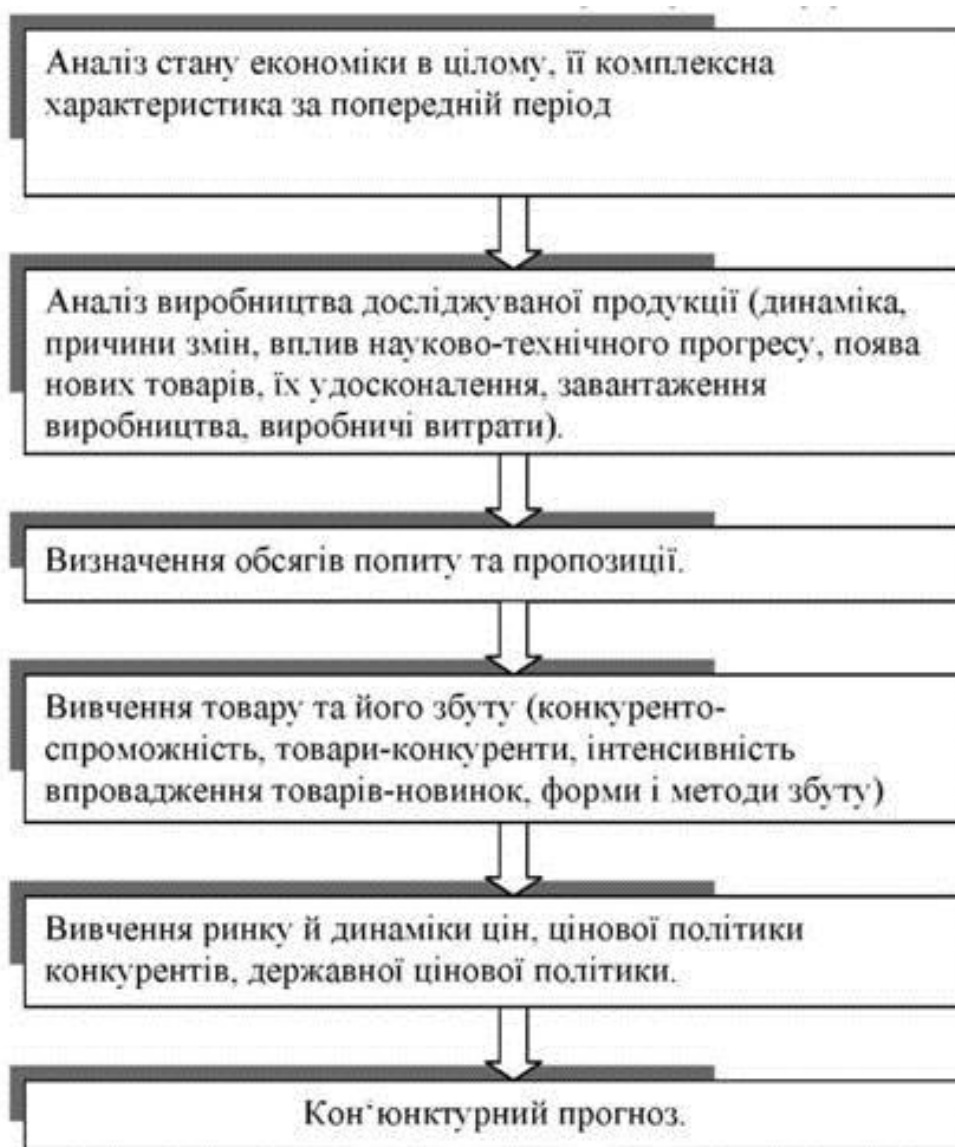 Аналіз стану економіки в цілому, її комплексна
характеристика за попередній період
Аналіз виробництва досліджуваної продукції (динаміка,
причини змін, вплив науково-технічного прогресу, поява
нових товарів, їх удосконалення, завантаження
виробництва, виробничі витрати).
Визначення обсягів попиту та пропозиції.
Вивчення товару та його збуту (конкуренто-
спроможність, товари-конкуренти, інтенсивність
впровадження товарів-новинок, форми і методи збуту)
Вивчення ринку й динаміки цін, цінової політики
конкурентів, державної цінової політики.
Кон'юнктурний прогноз.